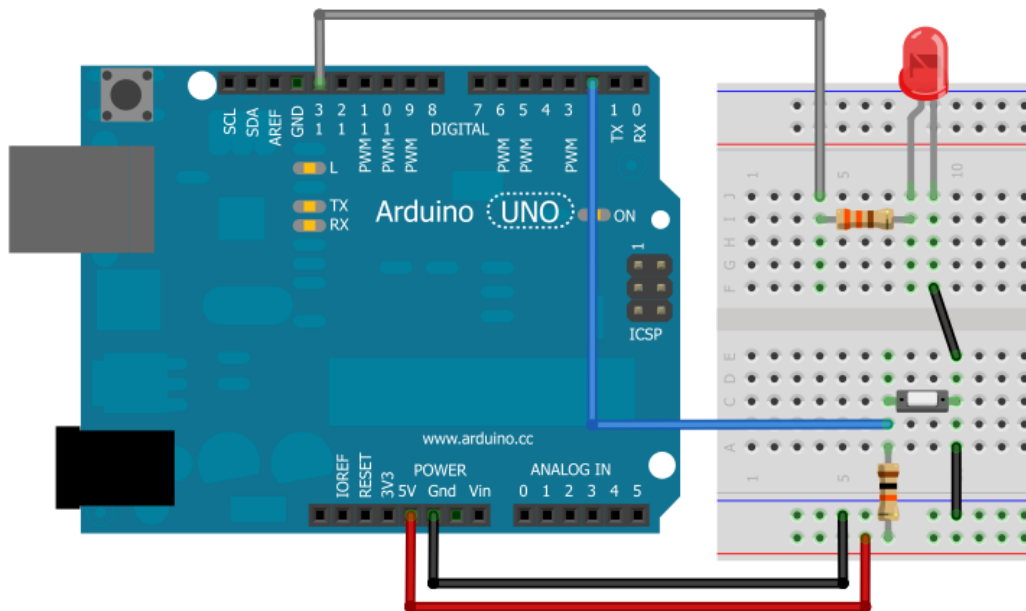 SCL
SDA
AREF
GND
13
12
PWM 11
PWM 10
PWM 9
8
DIGITAL
7
PWM 6
PWM 5
4
PWM 3
TX 1
RX 0
L
TX
RX
Arduino UNO
ON
1
ICSP
www.arduino.cc
POWER
ANALOG IN
IOREF
RESET
3V3
5V
Gnd
Vin
0 1 2 3 4 5
1 5 10
J
I
H
G
F
E
D
C
A
1 5